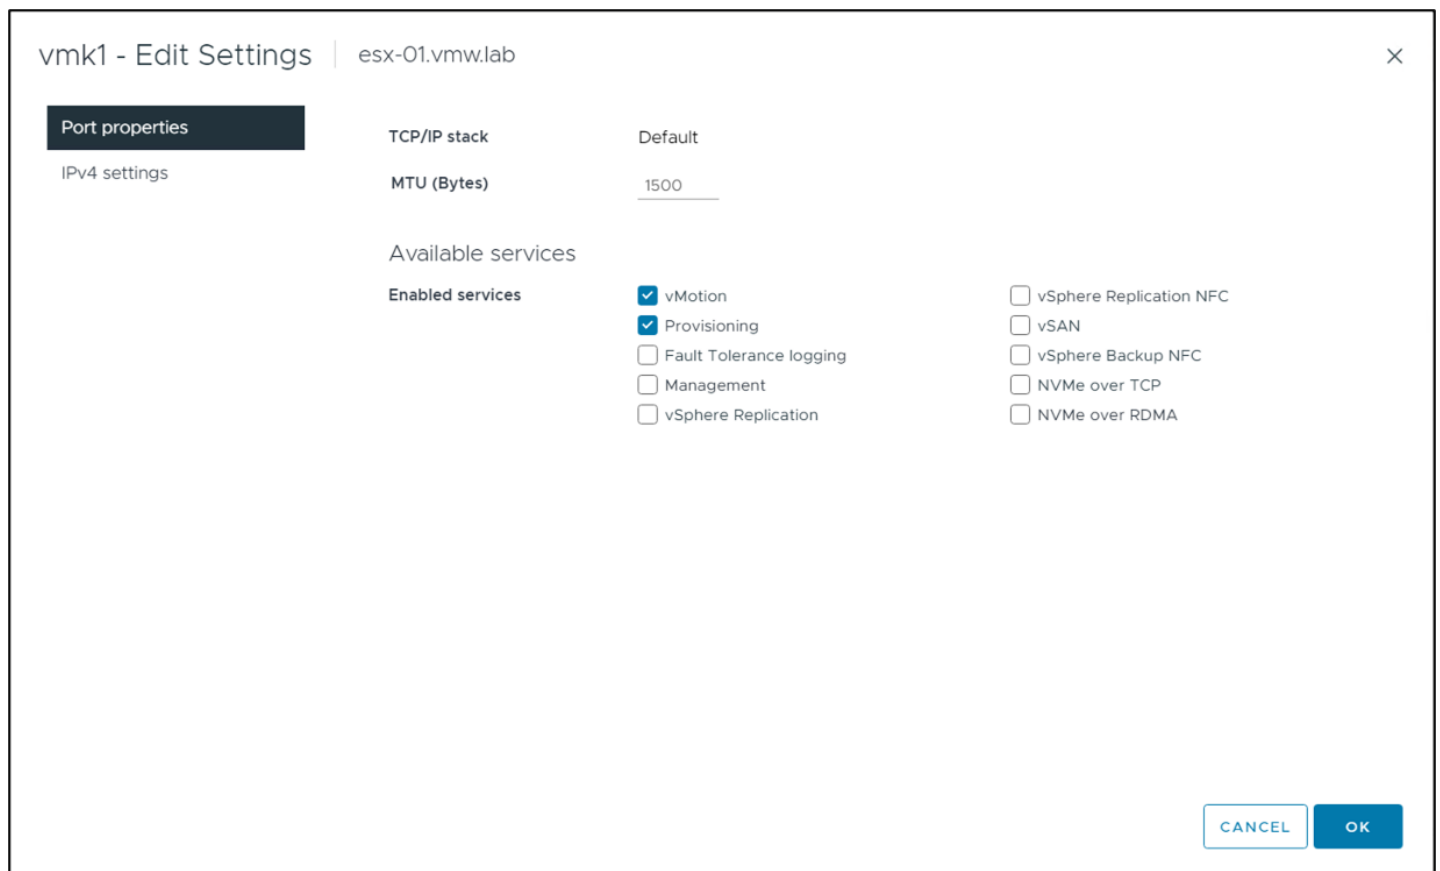 vmk1 - Edit Settings esx-01.vmw.lab
Port properties
IPv4 settings
TCP/IP stack Default
MTU (Bytes) 1500
Available services
Enabled services
vMotion
Provisioning
Fault Tolerance logging
Management
vSphere Replication
vSphere Replication NFC
vSAN
vSphere Backup NFC
NVMe over TCP
NVMe over RDMA
CANCEL OK